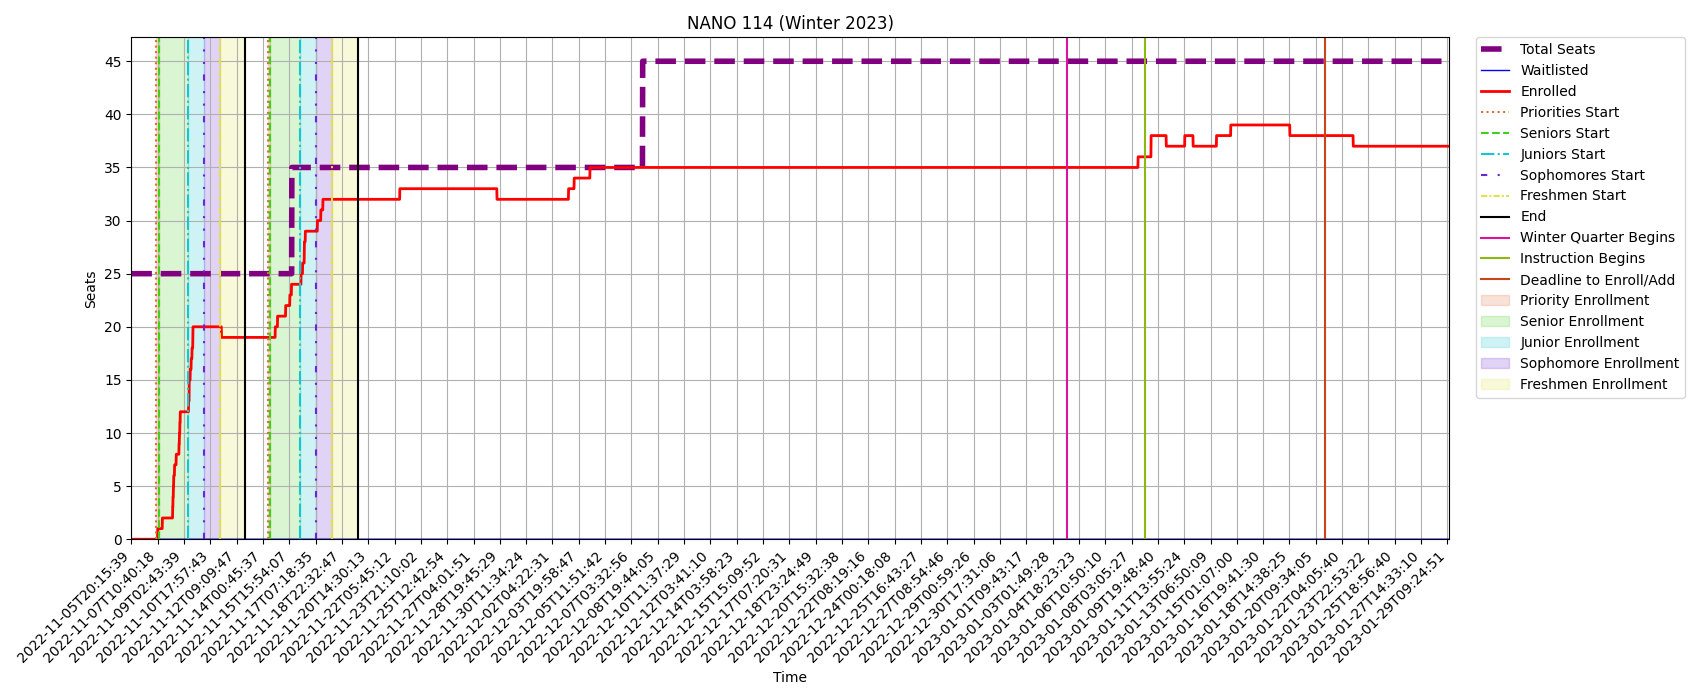 NANO 114 (Winter 2023)
Seats
45
40
35
30
25
20
15
10
5
0
2022-11-05T20:15:39
2022-11-07T10:40:18
2022-11-09T02:43:39
2022-11-10T17:57:43
2022-11-12T09:09:47
2022-11-14T00:45:37
2022-11-15T15:54:07
2022-11-17T07:18:35
2022-11-18T22:32:47
2022-11-20T14:30:13
2022-11-22T05:45:12
2022-11-23T21:10:02
2022-11-25T12:42:54
2022-11-27T04:01:51
2022-11-28T19:45:29
2022-11-30T11:34:24
2022-12-02T04:22:31
2022-12-03T19:58:47
2022-12-05T11:51:42
2022-12-07T03:32:56
2022-12-08T19:44:05
2022-12-10T11:37:29
2022-12-12T03:41:10
2022-12-14T03:58:23
2022-12-15T15:09:52
2022-12-17T07:20:31
2022-12-18T23:24:49
2022-12-20T15:32:38
2022-12-22T08:19:16
2022-12-24T00:18:08
2022-12-25T16:43:27
2022-12-27T08:54:46
2022-12-29T00:59:26
2022-12-30T17:31:06
2023-01-01T09:43:17
2023-01-03T01:49:28
2023-01-04T18:23:23
2023-01-06T10:50:10
2023-01-08T03:05:27
2023-01-09T19:48:40
2023-01-11T13:55:24
2023-01-13T06:50:09
2023-01-15T01:07:00
2023-01-16T19:41:30
2023-01-18T14:38:25
2023-01-20T09:34:05
2023-01-22T04:05:40
2023-01-23T22:53:22
2023-01-25T18:56:40
2023-01-27T14:33:10
2023-01-29T09:24:51
Time
Total Seats
Waitlisted
Enrolled
Priorities Start
Seniors Start
Juniors Start
Sophomores Start
Freshmen Start
End
Winter Quarter Begins
Instruction Begins
Deadline to Enroll/Add
Priority Enrollment
Senior Enrollment
Junior Enrollment
Sophomore Enrollment
Freshmen Enrollment